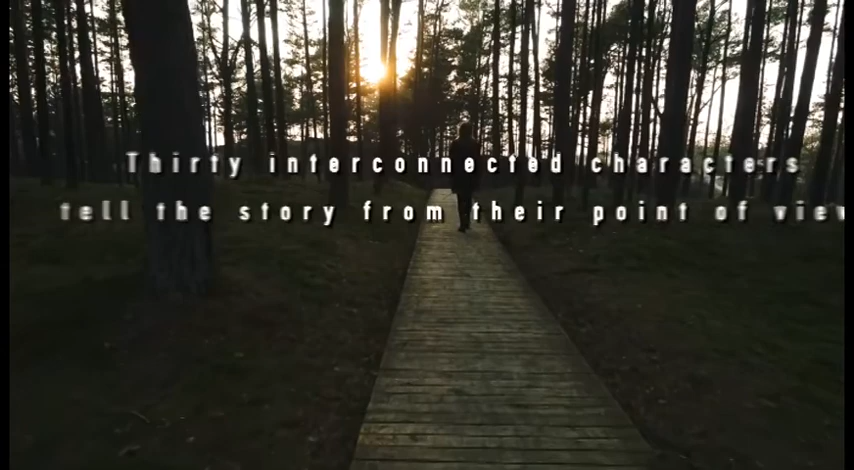 Thirty interconnected characters
tell the story from their point of view